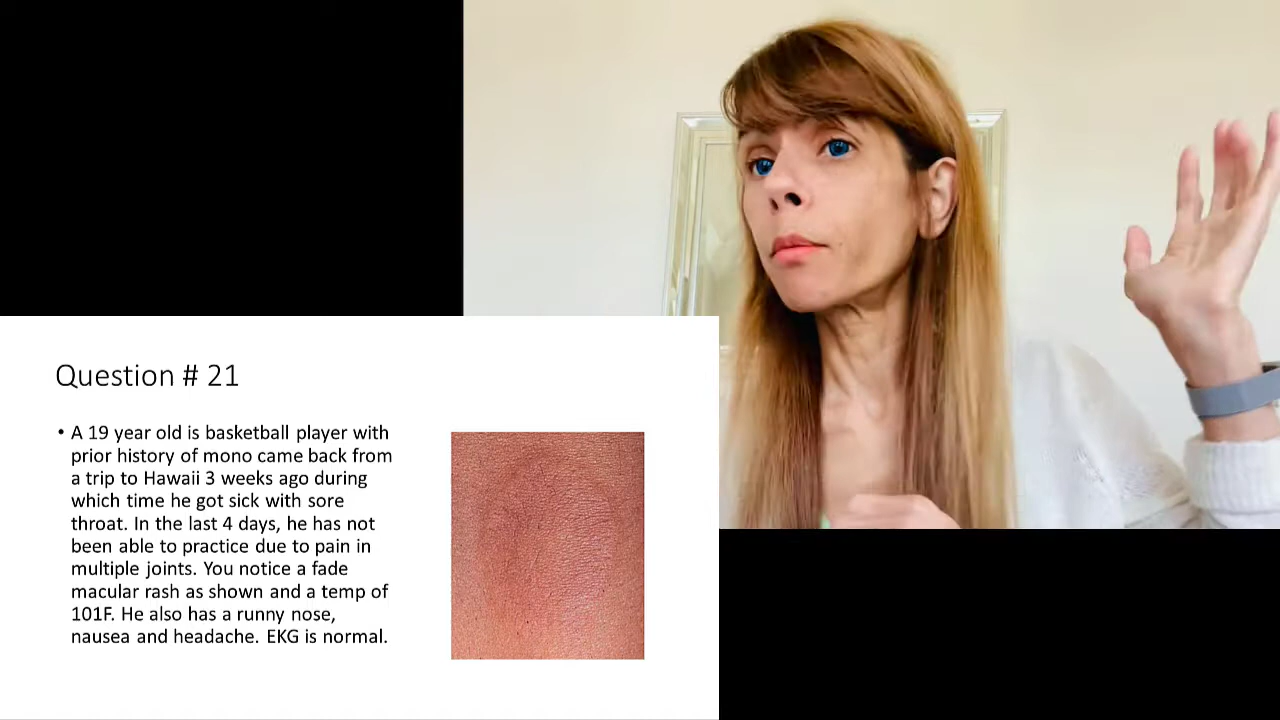 Question # 21
• A 19 year old is basketball player with
prior history of mono came back from
a trip to Hawaii 3 weeks ago during
which time he got sick with sore
throat. In the last 4 days, he has not
been able to practice due to pain in
multiple joints. You notice a fade
macular rash as shown and a temp of
101F. He also has a runny nose,
nausea and headache. EKG is normal.